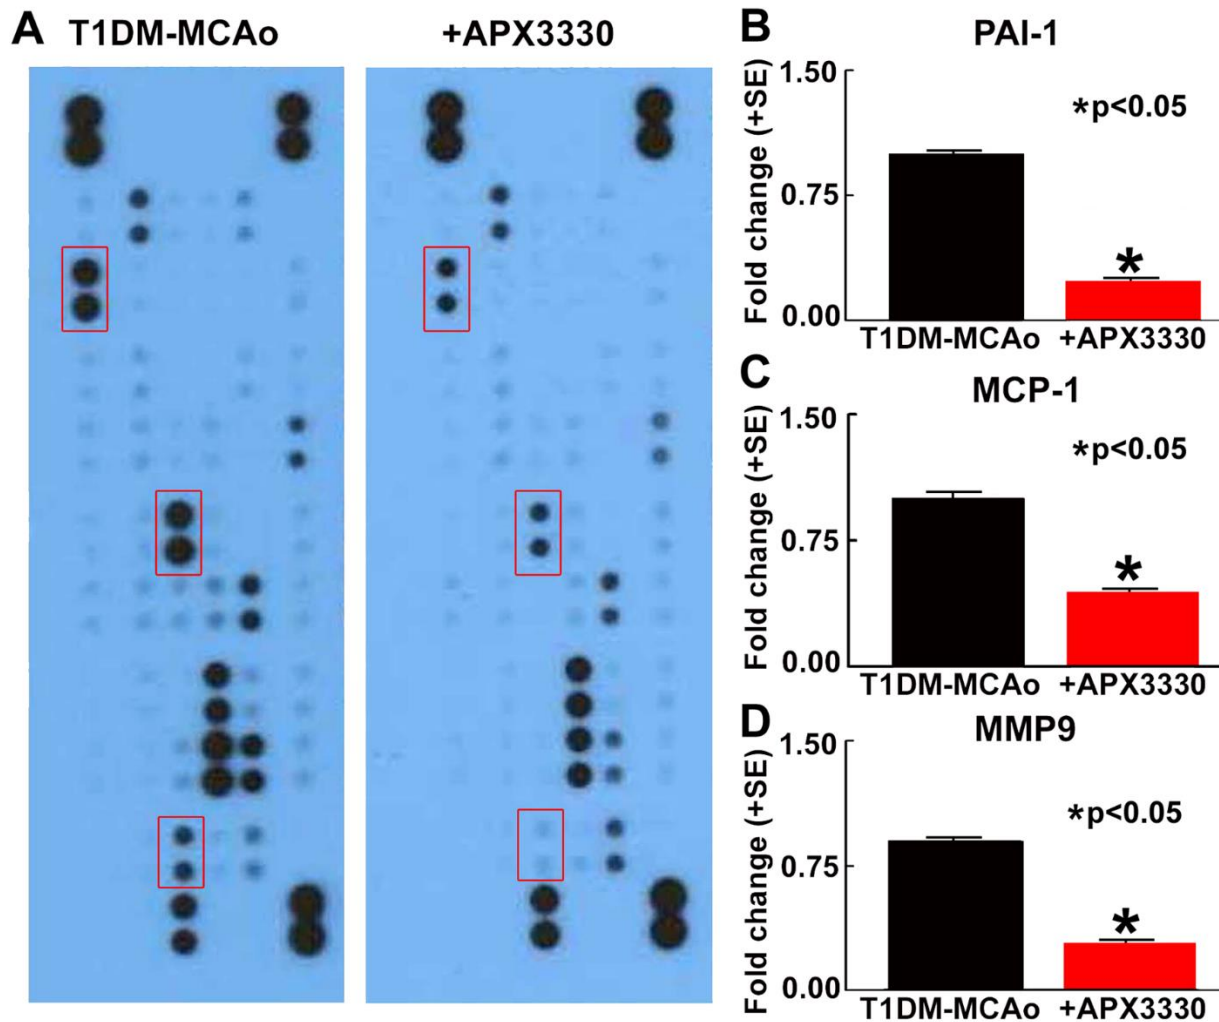 A T1DM-MCAo +APX3330
B PAI-1
Fold change (+SE)
1.50
*p<0.05
0.75
*
0.00
T1DM-MCAo +APX3330
C MCP-1
Fold change (+SE)
1.50
*p<0.05
0.75
*
0.00
T1DM-MCAo +APX3330
D MMP9
Fold change (+SE)
1.50
*p<0.05
0.75
*
0.00
T1DM-MCAo +APX3330